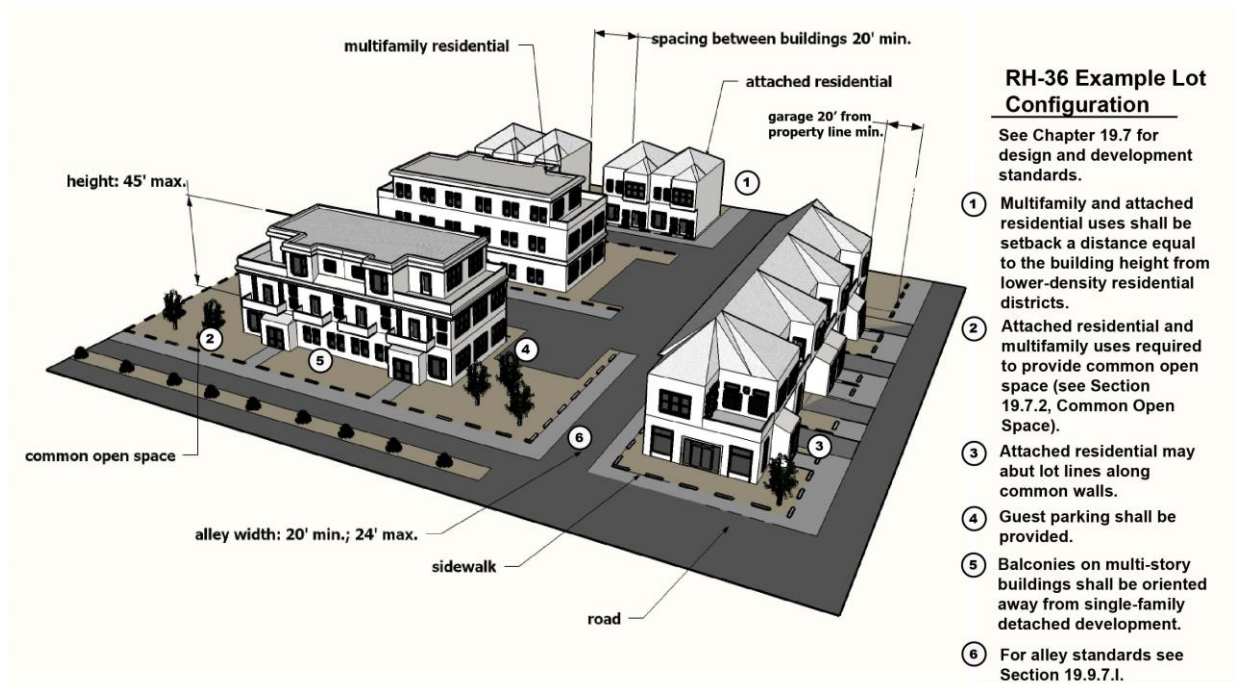 multifamily residential
spacing between buildings 20' min.
attached residential
garage 20' from
property line min.
height: 45' max.
common open space
alley width: 20' min.; 24' max.
sidewalk
road
1
2
3
4
5
6
RH-36 Example Lot
Configuration
See Chapter 19.7 for
design and development
standards.
1 Multifamily and attached
residential uses shall be
setback a distance equal
to the building height from
lower-density residential
districts.
2 Attached residential and
multifamily uses required
to provide common open
space (see Section
19.7.2, Common Open
Space).
3 Attached residential may
abut lot lines along
common walls.
4 Guest parking shall be
provided.
5 Balconies on multi-story
buildings shall be oriented
away from single-family
detached development.
6 For alley standards see
Section 19.9.7.I.